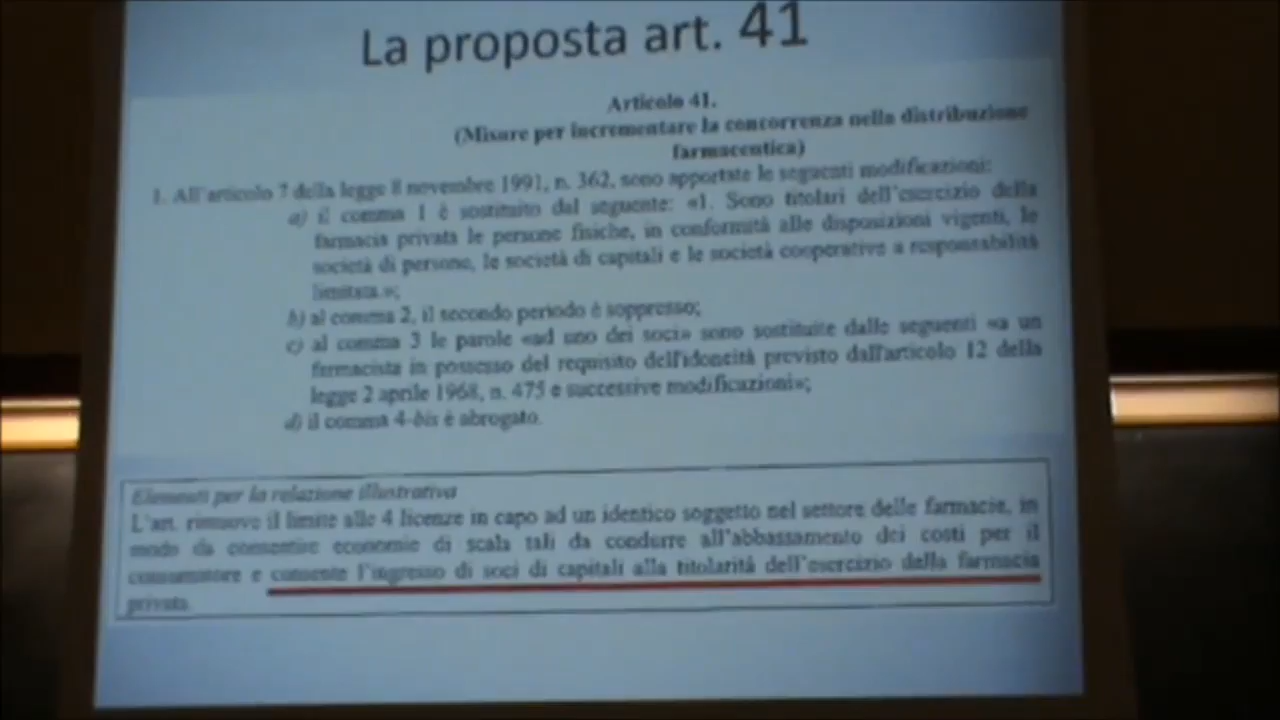 La proposta art. 41
Articolo 41.
(Misure per incrementare la concorrenza nella distribuzione
farmaceutica)
1. All'articolo 7 della legge 8 novembre 1991, n. 362, sono apportate le seguenti modificazioni:
a) il comma 1 è sostituito dal seguente: «1. Sono titolari dell'esercizio della
farmacia privata le persone fisiche, in conformità alle disposizioni vigenti, le
società di persone, le società di capitali e le società cooperative a responsabilità
limitata.»;
b) al comma 2, il secondo periodo è soppresso;
c) al comma 3 le parole «ad uno dei soci» sono sostituite dalle seguenti «a un
farmacista in possesso del requisito dell'idoneità previsto dall'articolo 12 della
legge 2 aprile 1968, n. 475 e successive modificazioni»;
d) il comma 4-bis è abrogato.
Elementi per la relazione illustrativa
L'art. rimuove il limite alle 4 licenze in capo ad un identico soggetto nel settore delle farmacie, in
modo da consentire economie di scala tali da condurre all'abbassamento dei costi per il
consumatore e consente l'ingresso di soci di capitali alla titolarità dell'esercizio della farmacia
privata.